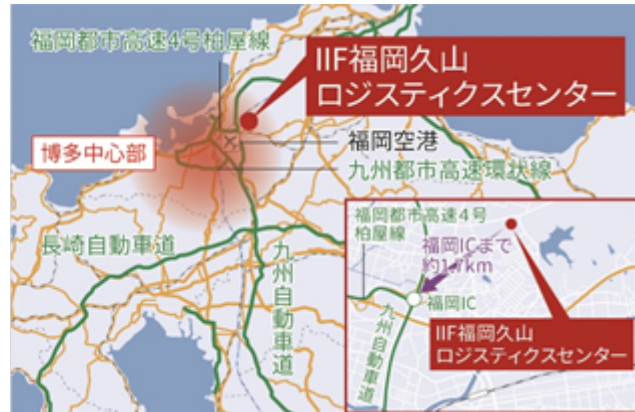 福岡都市高速4号柏屋線
IIF福岡久山
ロジスティクスセンター
博多中心部
福岡空港
九州都市高速環状線
長崎自動車道
九州自動車道
福岡都市高速4号
柏屋線
福岡ICまで
約1.7km
福岡IC
九州自動車道
IIF福岡久山
ロジスティクスセンター